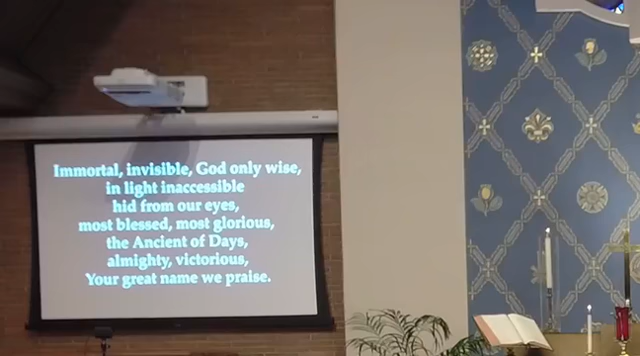 Immortal, invisible, God only wise,
in light inaccessible
hid from our eyes,
most blessed, most glorious,
the Ancient of Days,
almighty, victorious,
Your great name we praise.